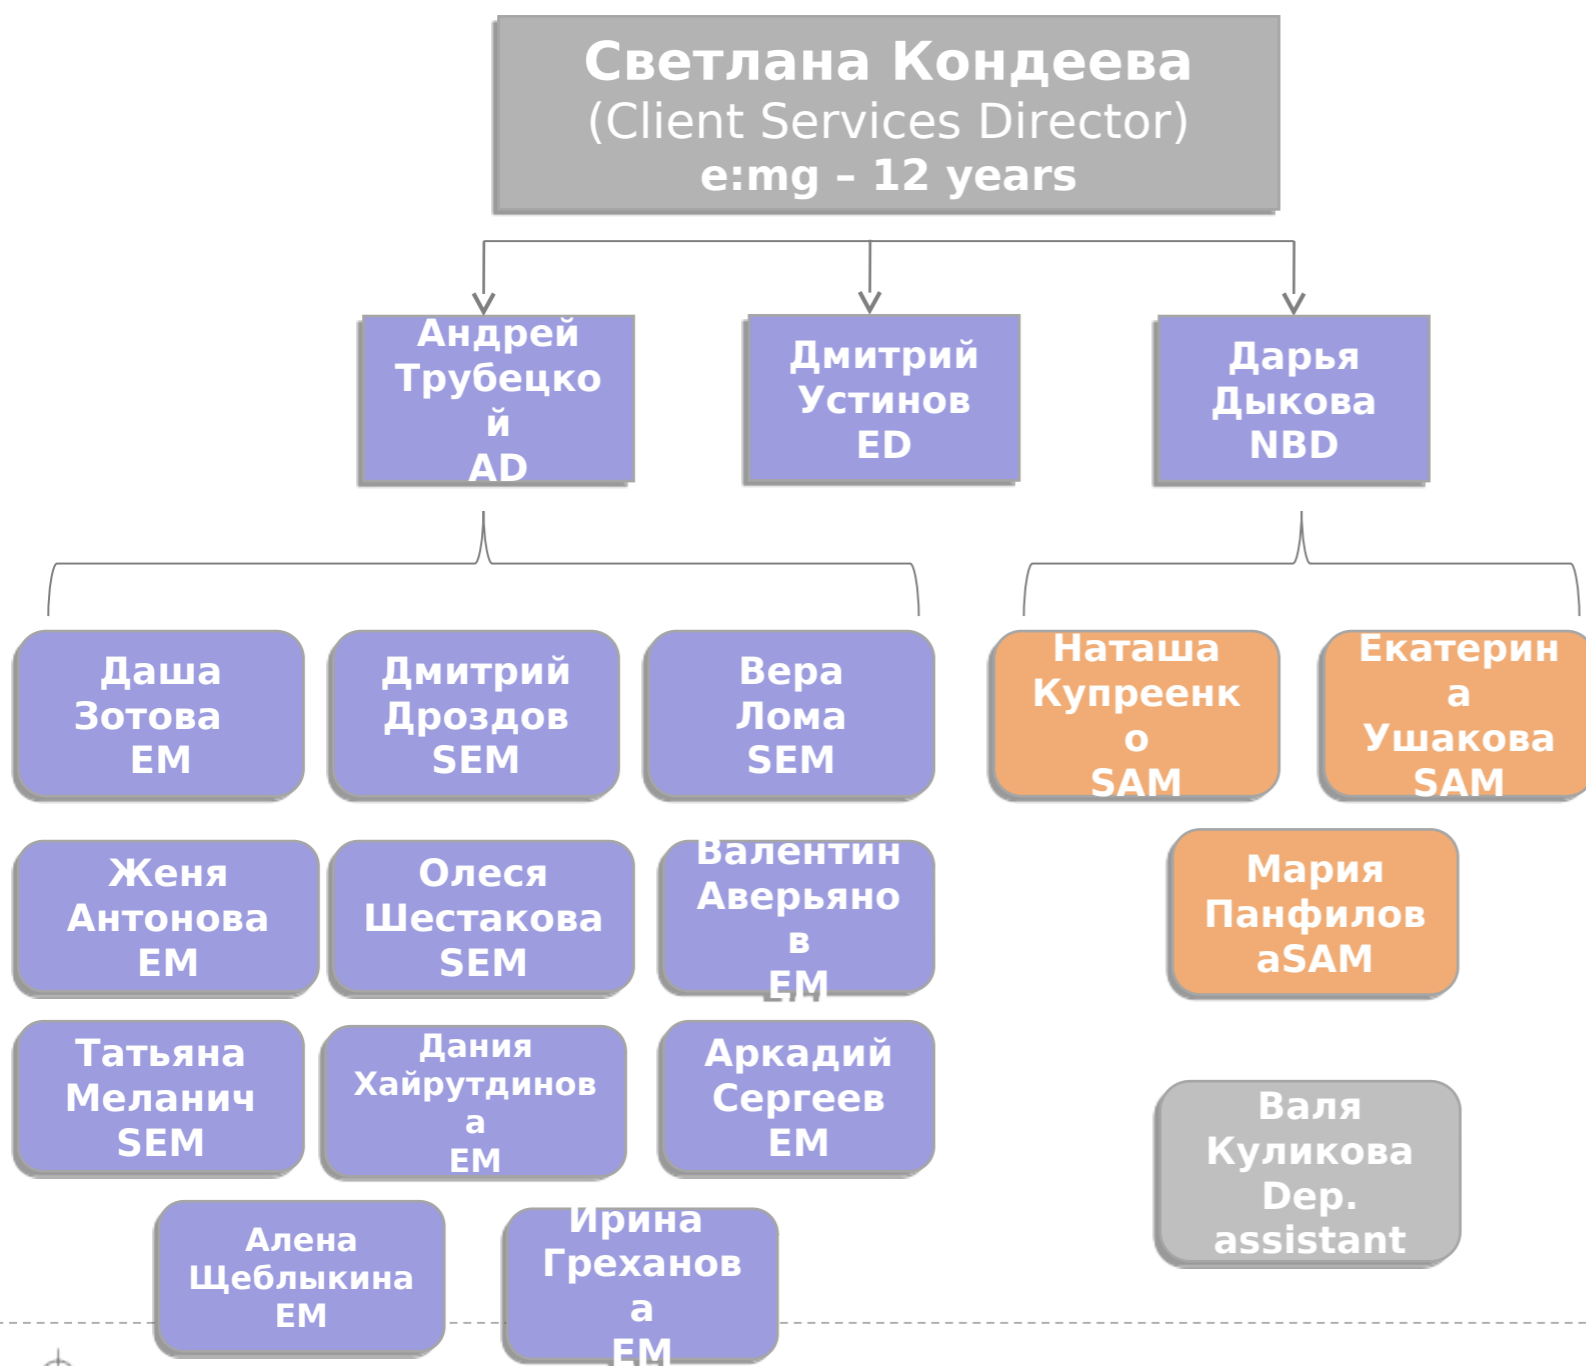 Светлана Кондеева
(Client Services Director)
e:mg – 12 years
Андрей
Трубецко
й
AD
Дмитрий
Устинов
ED
Дарья
Дыкова
NBD
Даша
Зотова
EM
Дмитрий
Дроздов
SEM
Вера
Лома
SEM
Наташа
Купреенк
о
SAM
Екатерин
а
Ушакова
SAM
Женя
Антонова
EM
Олеся
Шестакова
SEM
Валентин
Аверьяно
в
EM
Мария
Панфилов
аSAM
Татьяна
Меланич
SEM
Дания
Хайрутдинов
а
EM
Аркадий
Сергеев
EM
Валя
Куликова
Dep.
assistant
Алена
Щеблыкина
EM
Ирина
Греханов
а
EM